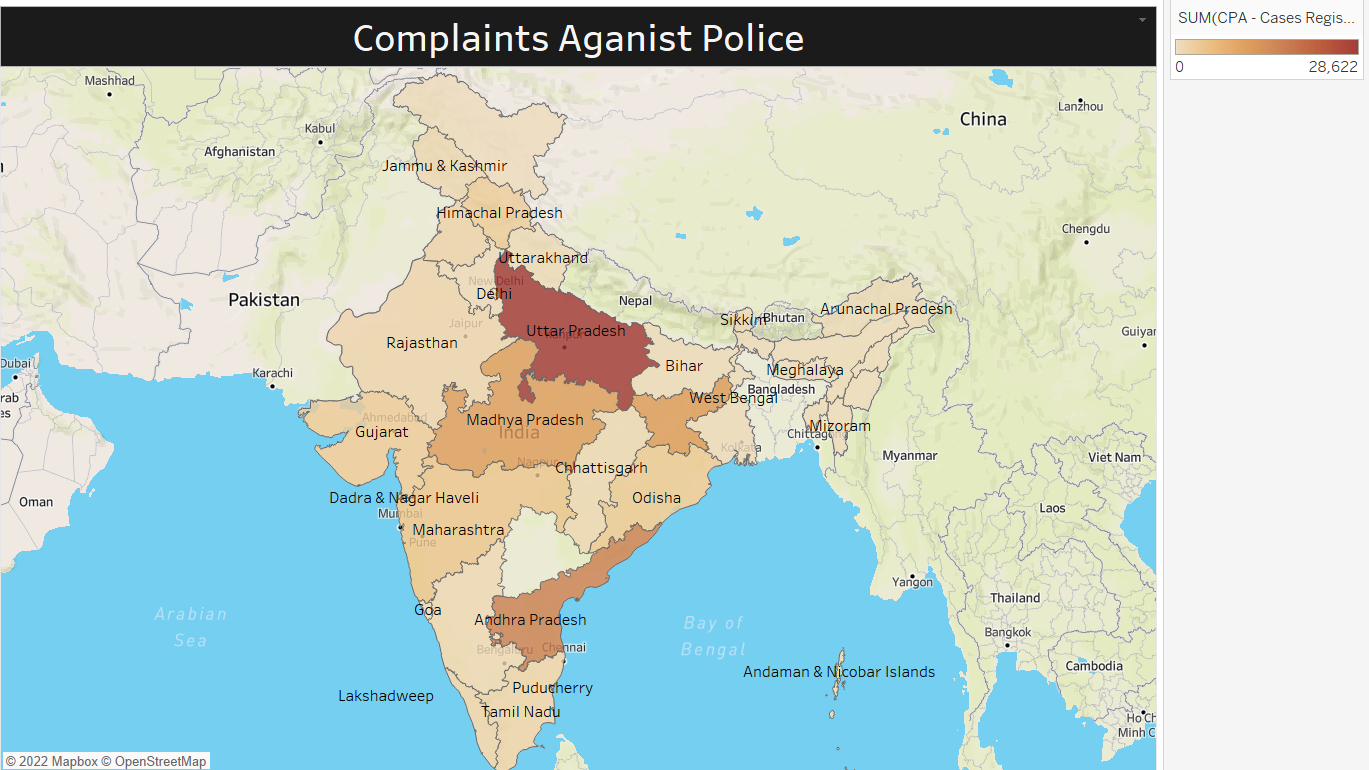 Complaints Aganist Police
SUM(CPA - Cases Regis...
0 28,622
Mashhad
Lanzhou
China
Kabul
Afghanistan
Jammu & Kashmir
Himachal Pradesh
Chengdu
Uttarakhand
New Delhi
Delhi
Pakistan
Nepal
Arunachal Pradesh
Sikkim
Bhutan
Jaipur
Uttar Pradesh
Guiyan
Rajasthan
Dubai
Karachi
Bihar
Meghalaya
Bangladesh
West Bengal
rab
es
Ahmedabad
Madhya Pradesh
Gujarat
India
Mizoram
Chittagong
Kolkata
Myanmar
Viet Nam
Nagpur
Chhattisgarh
Oman
Dadra & Nagar Haveli
Odisha
Mumbai
Laos
Maharashtra
Pune
Yangon
Thailand
Goa
Arabian
Sea
Andhra Pradesh
Bay of
Bengal
Bangkok
Bengaluru
Chennai
Cambodia
Andaman & Nicobar Islands
Lakshadweep
Puducherry
Tamil Nadu
Ho Ch
Minh C
© 2022 Mapbox © OpenStreetMap